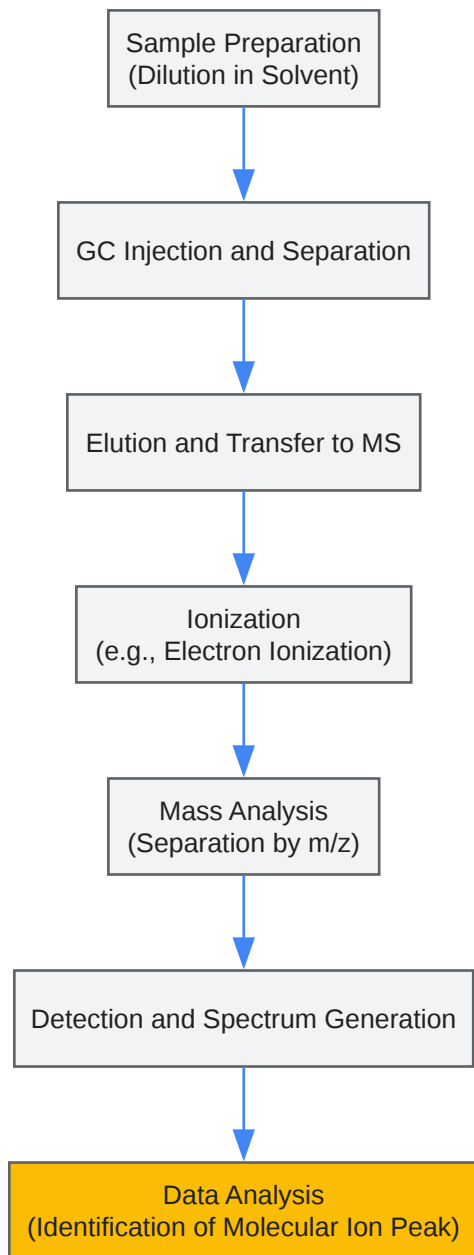 Sample Preparation
(Dilution in Solvent)
GC Injection and Separation
Elution and Transfer to MS
Ionization
(e.g., Electron Ionization)
Mass Analysis
(Separation by m/z)
Detection and Spectrum Generation
Data Analysis
(Identification of Molecular Ion Peak)